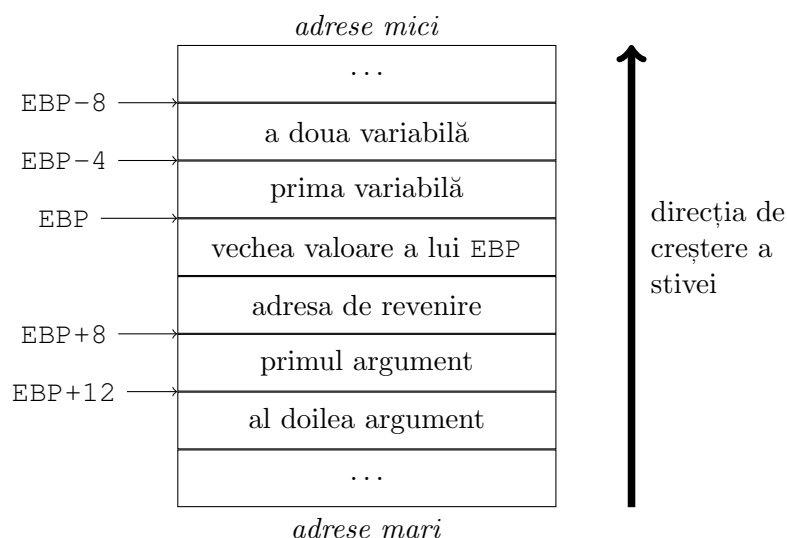 adrese mici
...
EBP−8
a doua variabilă
EBP−4
prima variabilă
EBP
vechea valoare a lui EBP
adresa de revenire
EBP+8
primul argument
EBP+12
al doilea argument
...
adrese mari
direcția de
creștere a
stivei